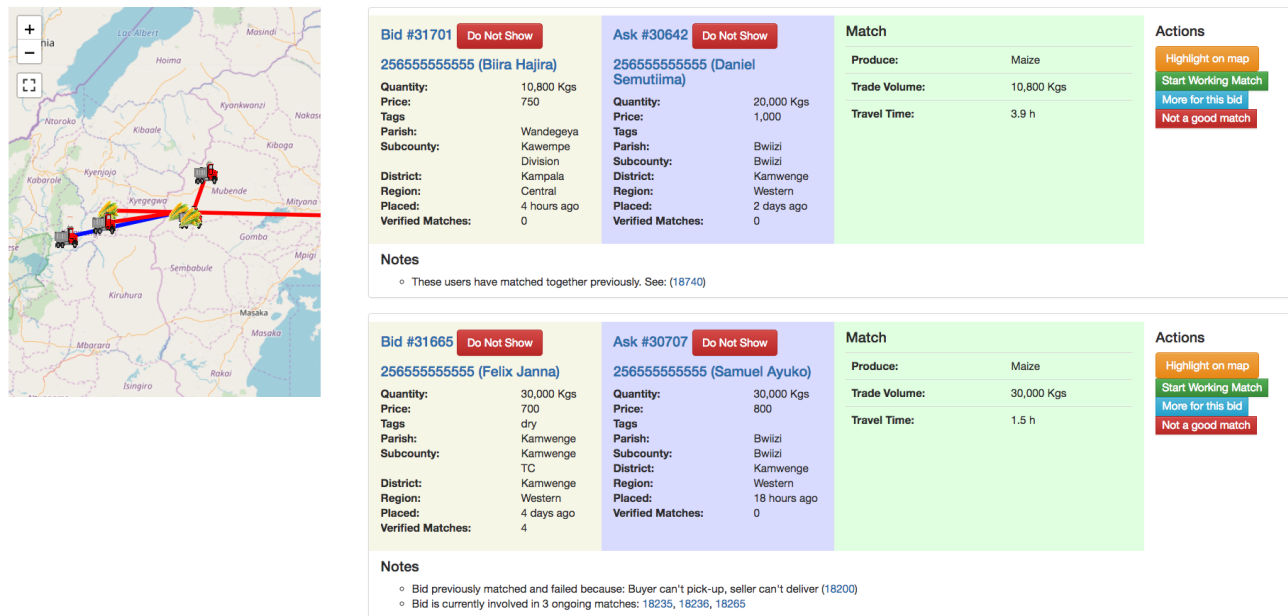 +
−
nia
Lac Albert
Masindi
Hoima
Kyankwanzi
Nakaso
Ntoroko
Kibaale
Kiboga
Kyenjojo
Kabarole
Kyegegwa
Mubende
Mityana
Gomba
Mpigi
Sembabule
Kiruhura
Masaka
Masaka
Mbarara
Rakai
Isingiro
Bid #31701 Do Not Show
256555555555 (Biira Hajira)
Quantity: 10,800 Kgs
Price: 750
Tags
Parish: Wandegeya
Subcounty: Kawempe
Division
District: Kampala
Region: Central
Placed: 4 hours ago
Verified Matches: 0
Ask #30642 Do Not Show
256555555555 (Daniel
Semutiima)
Quantity: 20,000 Kgs
Price: 1,000
Tags
Parish: Bwiizi
Subcounty: Bwiizi
District: Kamwenge
Region: Western
Placed: 2 days ago
Verified Matches: 0
Match
Produce: Maize
Trade Volume: 10,800 Kgs
Travel Time: 3.9 h
Actions
Highlight on map
Start Working Match
More for this bid
Not a good match
Notes
These users have matched together previously. See: (18740)
Bid #31665 Do Not Show
256555555555 (Felix Janna)
Quantity: 30,000 Kgs
Price: 700
Tags dry
Parish: Kamwenge
Subcounty: Kamwenge
TC
District: Kamwenge
Region: Western
Placed: 4 days ago
Verified Matches: 4
Ask #30707 Do Not Show
256555555555 (Samuel Ayuko)
Quantity: 30,000 Kgs
Price: 800
Tags
Parish: Bwiizi
Subcounty: Bwiizi
District: Kamwenge
Region: Western
Placed: 18 hours ago
Verified Matches: 0
Match
Produce: Maize
Trade Volume: 30,000 Kgs
Travel Time: 1.5 h
Actions
Highlight on map
Start Working Match
More for this bid
Not a good match
Notes
Bid previously matched and failed because: Buyer can't pick-up, seller can't deliver (18200)
Bid is currently involved in 3 ongoing matches: 18235, 18236, 18265